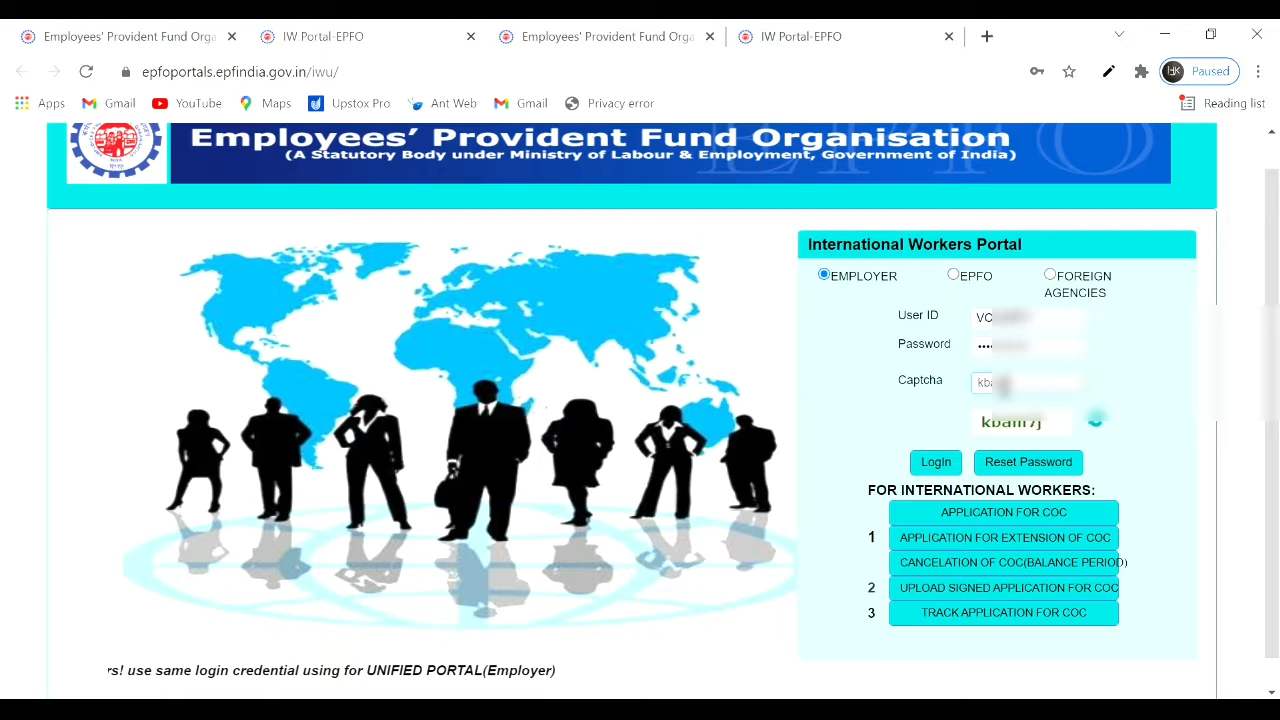 Employees' Provident Fund Orga
IW Portal-EPFO
Employees' Provident Fund Orga
IW Portal-EPFO
epfoportals.epfindia.gov.in/iwu/
Paused
Apps
Gmail
YouTube
Maps
Upstox Pro
Ant Web
Gmail
Privacy error
Reading list
Employees' Provident Fund Organisation
(A Statutory Body under Ministry of Labour & Employment, Government of India)
International Workers Portal
EMPLOYER
EPFO
FOREIGN
AGENCIES
User ID
Password
Captcha
Login
Reset Password
FOR INTERNATIONAL WORKERS:
APPLICATION FOR COC
1 APPLICATION FOR EXTENSION OF COC
CANCELATION OF COC(BALANCE PERIOD)
2 UPLOAD SIGNED APPLICATION FOR COC
3 TRACK APPLICATION FOR COC
rs! use same login credential using for UNIFIED PORTAL(Employer)